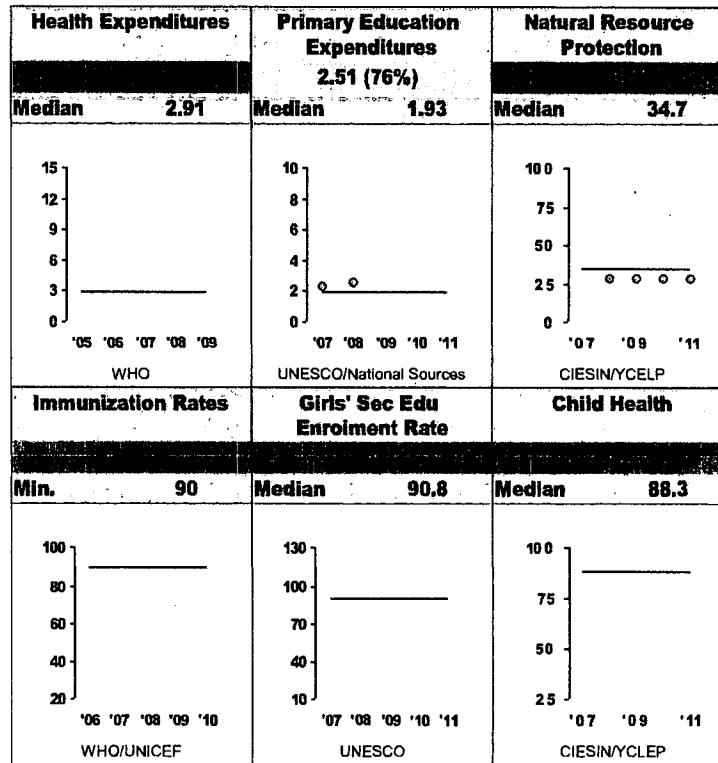 Health Expenditures
Median 2.91
15
12
9
6
3
0
'05 '06 '07 '08 '09
WHO
Primary Education
Expenditures
2.51 (76%)
Median 1.93
10
8
6
4
2
0
'07 '08 '09 '10 '11
UNESCO/National Sources
Natural Resource
Protection
Median 34.7
100
75
50
25
0
'07 '09 '11
CIESIN/YCELP
Immunization Rates
Min. 90
100
80
60
40
20
'06 '07 '08 '09 '10
WHO/UNICEF
Girls' Sec Edu
Enrolment Rate
Median 90.8
130
100
70
40
10
'07 '08 '09 '10 '11
UNESCO
Child Health
Median 88.3
100
75
50
25
'07 '09 '11
CIESIN/YCLEP